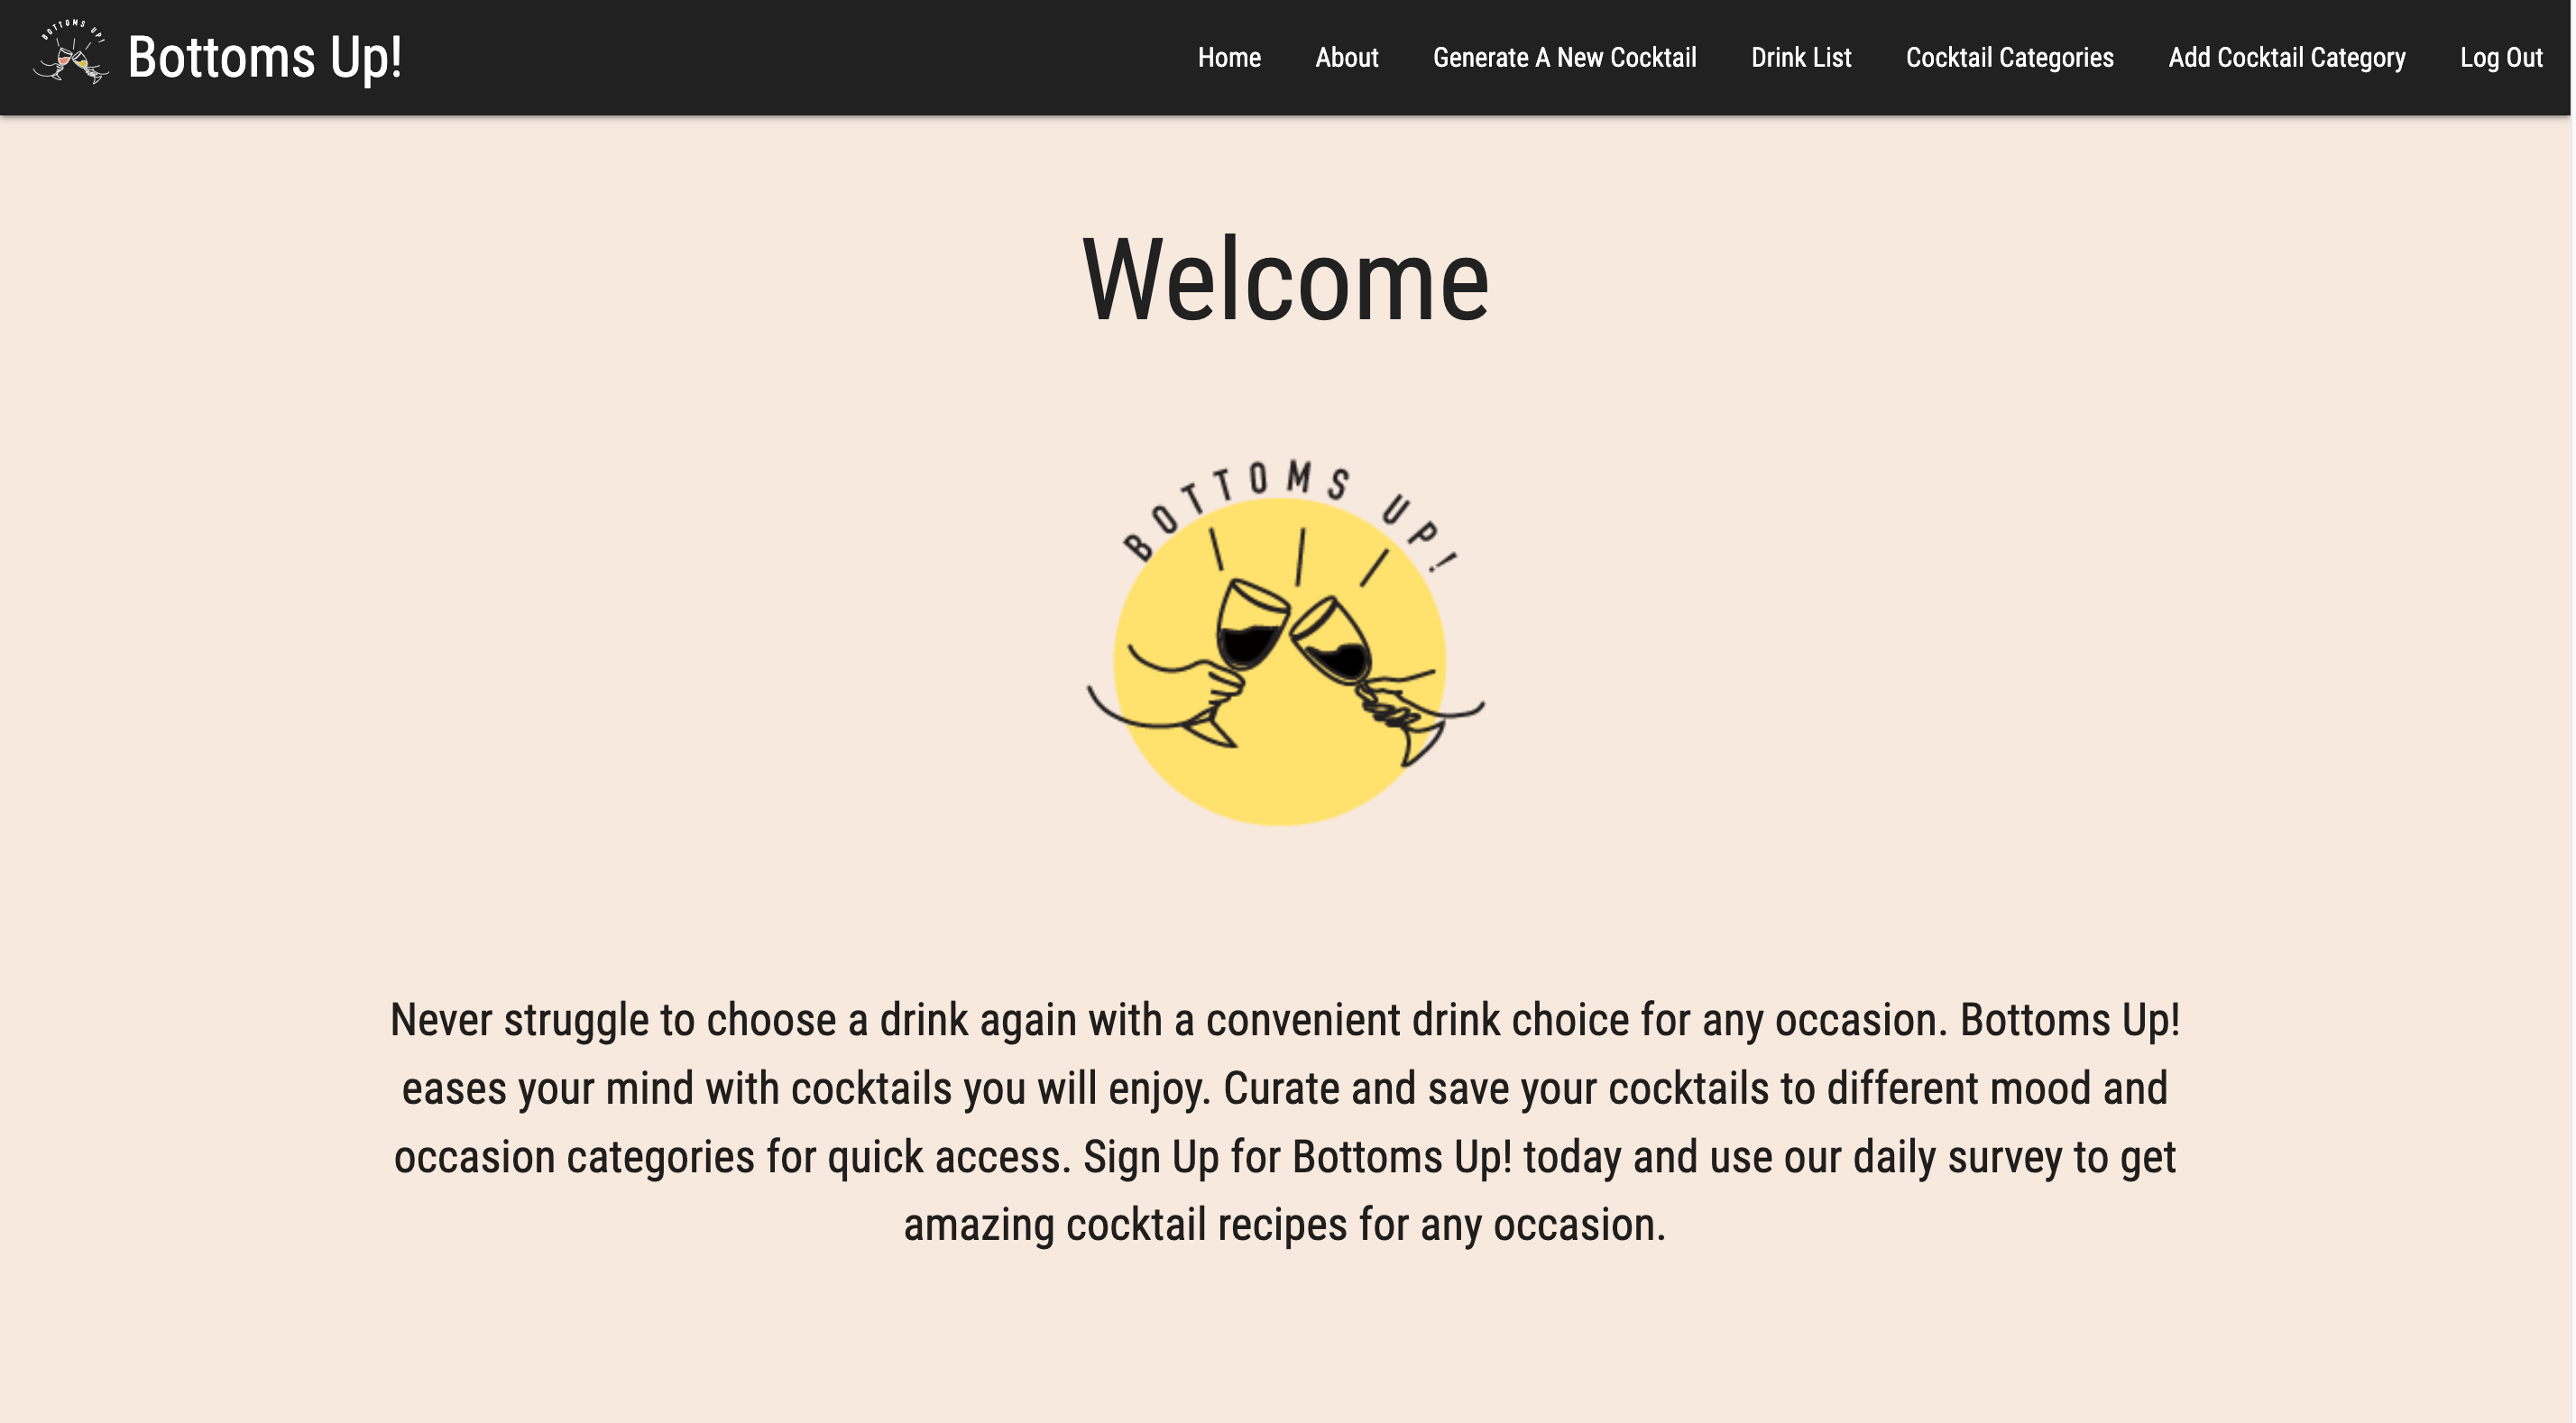 BOTTOMS UP!
Bottoms Up!
Home About Generate A New Cocktail Drink List Cocktail Categories Add Cocktail Category Log Out
Welcome
BOTTOMS UP!
Never struggle to choose a drink again with a convenient drink choice for any occasion. Bottoms Up!
eases your mind with cocktails you will enjoy. Curate and save your cocktails to different mood and
occasion categories for quick access. Sign Up for Bottoms Up! today and use our daily survey to get
amazing cocktail recipes for any occasion.